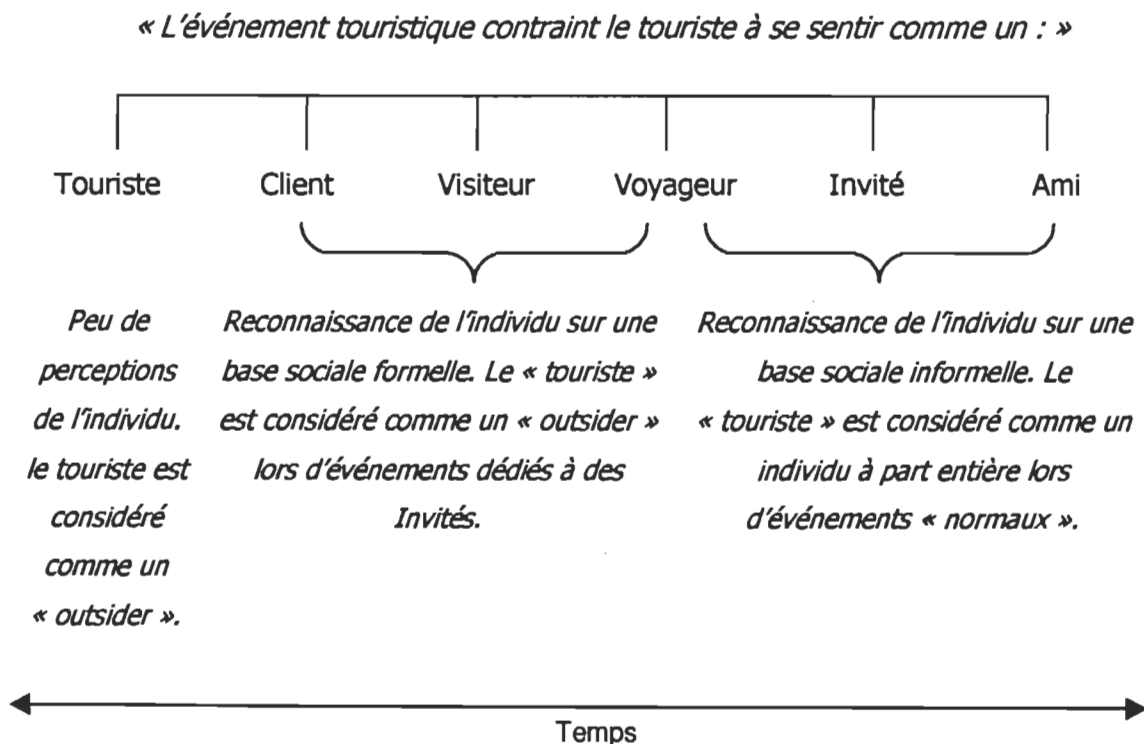 « L'événement touristique contraint le touriste à se sentir comme un : »
Touriste Client Visiteur Voyageur Invité Ami
Peu de
perceptions
de l'individu.
le touriste est
considéré
comme un
« outsider ».
Reconnaissance de l'individu sur une
base sociale formelle. Le « touriste »
est considéré comme un « outsider »
lors d'événements dédiés à des
Invités.
Reconnaissance de l'individu sur une
base sociale informelle. Le
« touriste » est considéré comme un
individu à part entière lors
d'événements « normaux ».
Temps